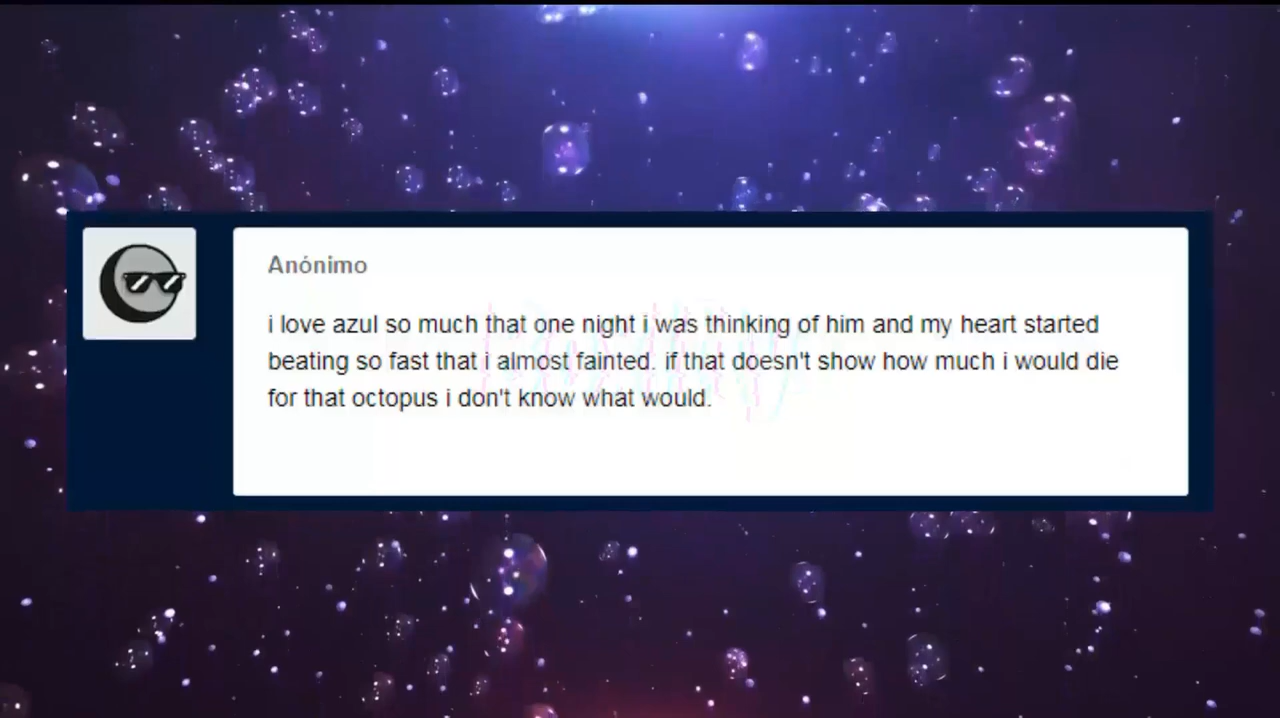 Anónimo
i love azul so much that one night i was thinking of him and my heart started
beating so fast that i almost fainted. if that doesn't show how much i would die
for that octopus i don't know what would.